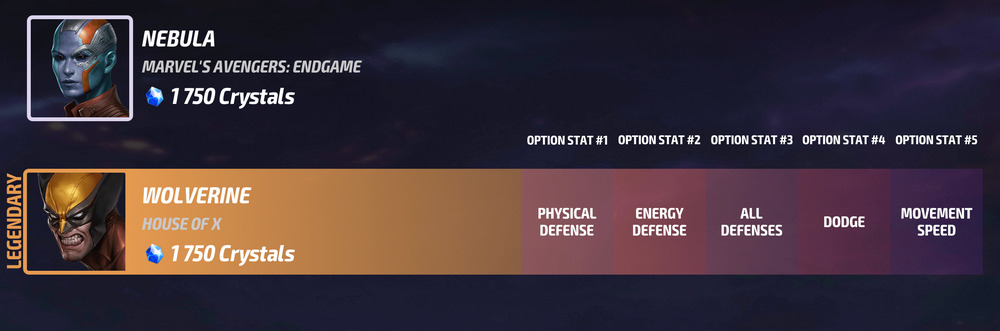 NEBULA
MARVEL'S AVENGERS: ENDGAME
1 750 Crystals
OPTION STAT #1 OPTION STAT #2 OPTION STAT #3 OPTION STAT #4 OPTION STAT #5
LEGENDARY
WOLVERINE
HOUSE OF X
1 750 Crystals
PHYSICAL
DEFENSE
ENERGY
DEFENSE
ALL
DEFENSES
DODGE
MOVEMENT
SPEED